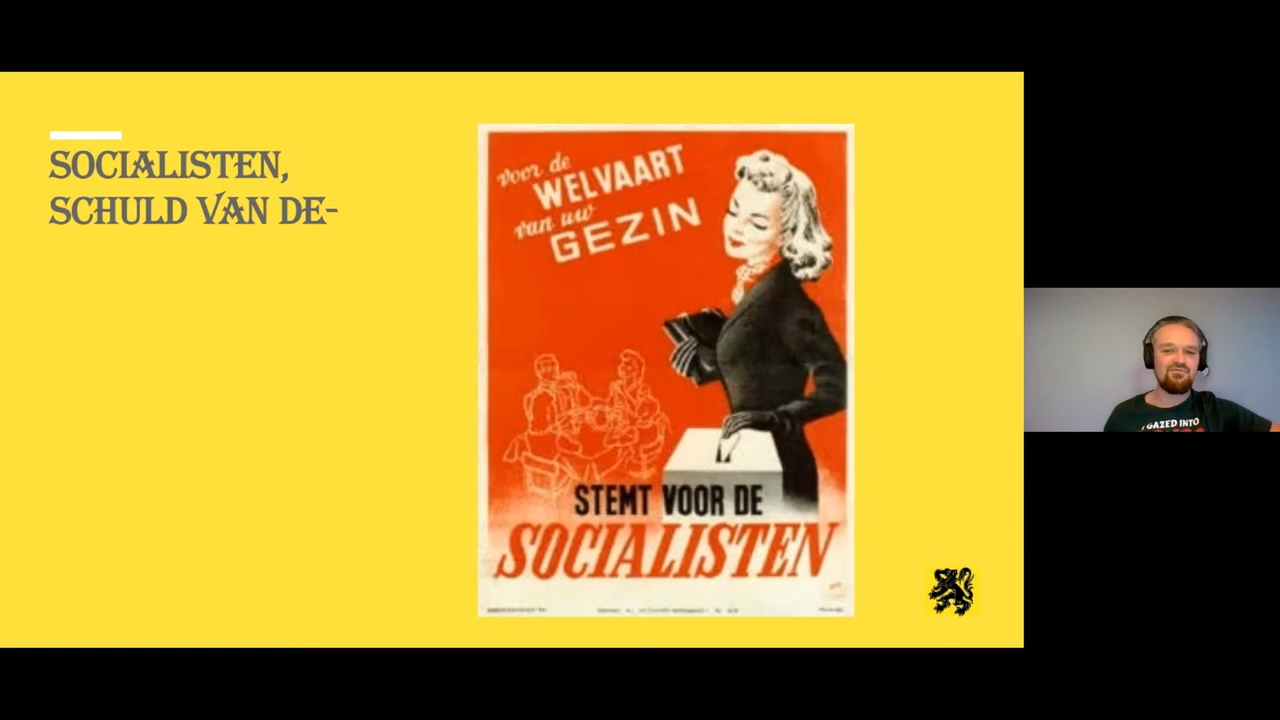 SOCIALISTEN,
SCHULD VAN DE-
voor de
WELVAART
van uw
GEZIN
STEMT VOOR DE
SOCIALISTEN
GAZED INTO